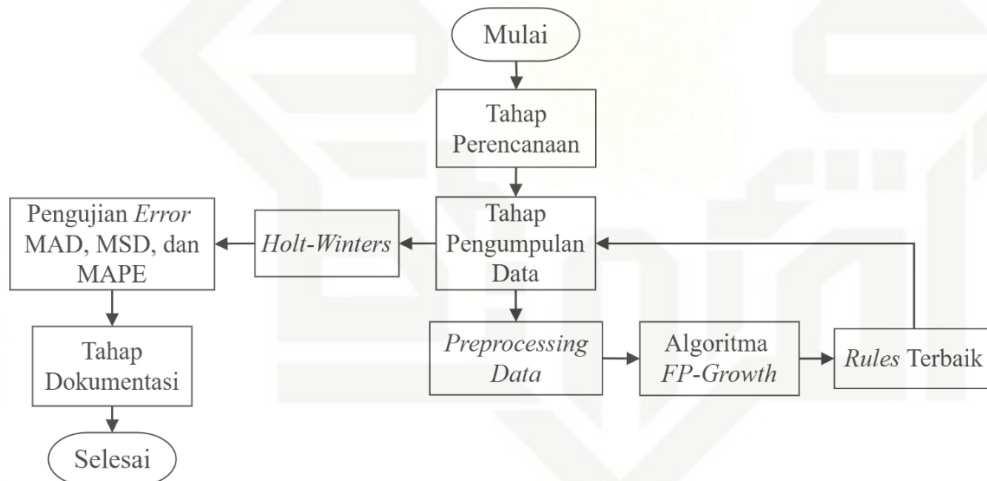 Mulai
Tahap
Perencanaan
Pengujian Error
MAD, MSD, dan
MAPE
Holt-Winters
Tahap
Pengumpulan
Data
Tahap
Dokumentasi
Preprocessing
Data
Algoritma
FP-Growth
Rules Terbaik
Selesai